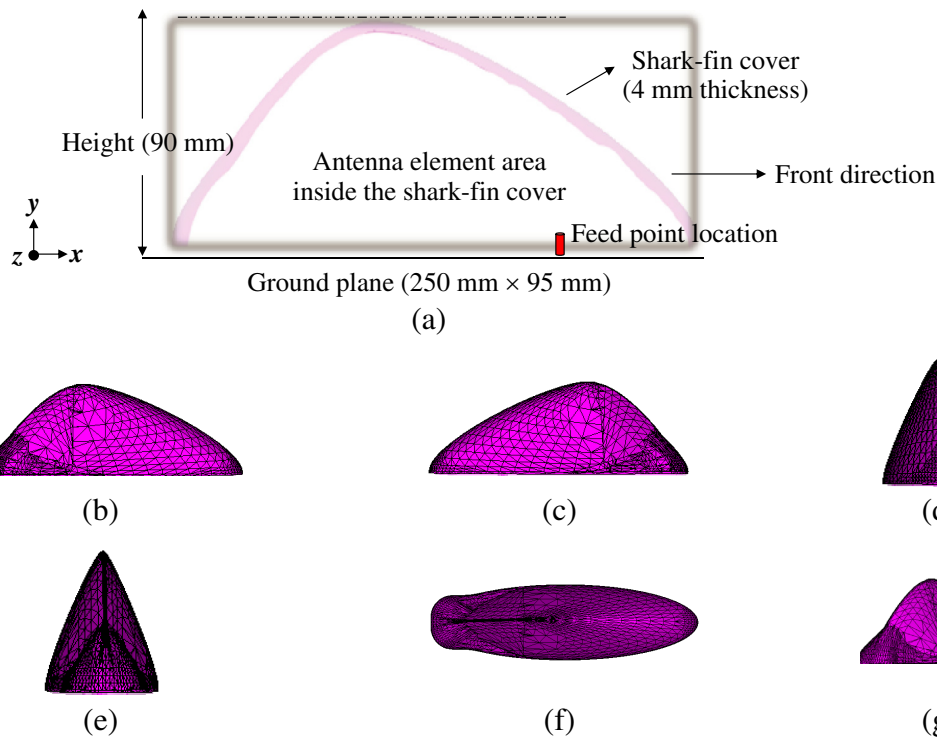 Shark-fin cover
(4 mm thickness)
Height (90 mm)
Antenna element area
inside the shark-fin cover
Front direction
y
z
x
Feed point location
Ground plane (250 mm × 95 mm)
(a)
(b)
(c)
(e)
(f)
(g